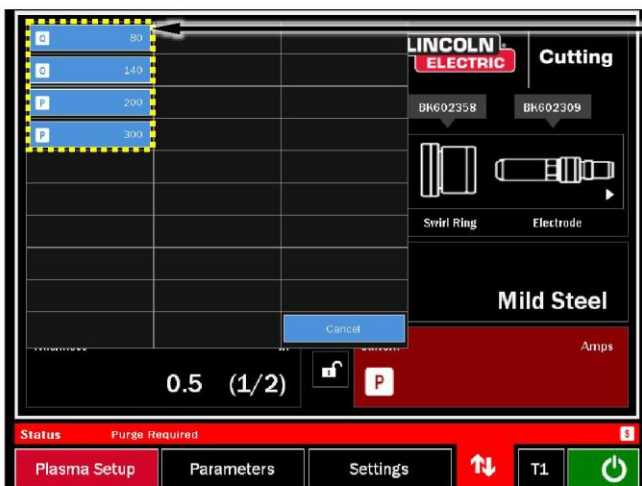 O 80
O 140
P 200
P 300
Cancel
LINCOLN
ELECTRIC
Cutting
BK602358 BK602309
Swirl Ring Electrode
Mild Steel
Amps
0.5 (1/2)
P
Status Purge Required S
Plasma Setup Parameters Settings T1